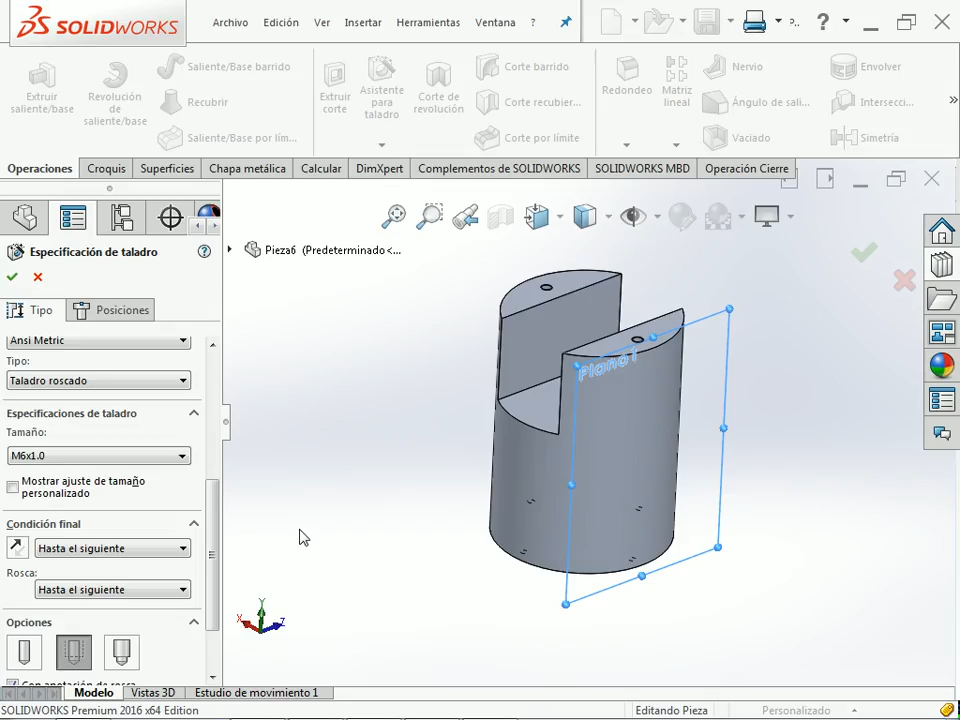 SOLIDWORKS
Archivo Edición Ver Insertar Herramientas Ventana ?
P.. ?
Extruir saliente/base
Revolución de saliente/base
Saliente/Base barrido
Recubrir
Saliente/Base por lím...
Extruir corte
Asistente para taladro
Corte de revolución
Corte barrido
Corte recubier...
Corte por límite
Redondeo
Matriz lineal
Nervio
Ángulo de sali...
Vaciado
Envolver
Intersecci...
Simetría
»
Operaciones Croquis Superficies Chapa metálica Calcular DimXpert Complementos de SOLIDWORKS SOLIDWORKS MBD Operación Cierre
Especificación de taladro ?
Pieza6 (Predeterminado<...
Tipo Posiciones
Ansi Metric
Tipo:
Taladro roscado
Especificaciones de taladro
Tamaño:
M6x1.0
Mostrar ajuste de tamaño
personalizado
Condición final
Hasta el siguiente
Rosca:
Hasta el siguiente
Opciones
Con anotación de rosca
Plano1
Y
X
Z
Modelo Vistas 3D Estudio de movimiento 1
SOLIDWORKS Premium 2016 x64 Edition Editando Pieza Personalizado